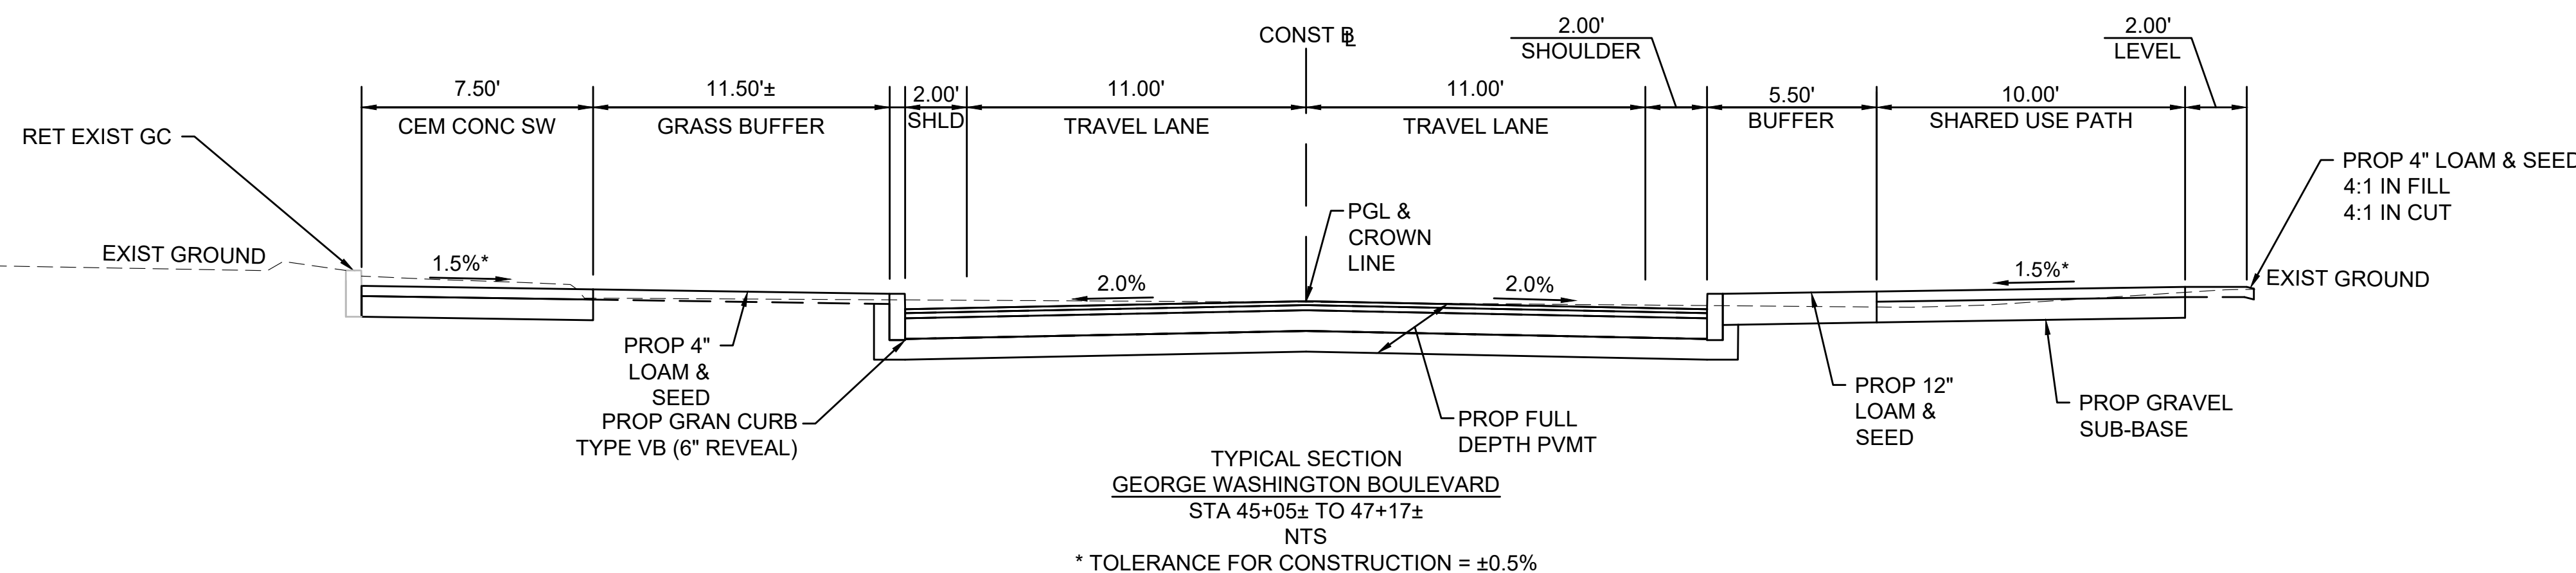 CONST BL
2.00'
SHOULDER
2.00'
LEVEL
7.50'
CEM CONC SW
11.50'±
GRASS BUFFER
2.00'
SHLD
11.00'
TRAVEL LANE
11.00'
TRAVEL LANE
5.50'
BUFFER
10.00'
SHARED USE PATH
RET EXIST GC
PROP 4" LOAM & SEED
4:1 IN FILL
4:1 IN CUT
PGL &
CROWN
LINE
EXIST GROUND
1.5%*
2.0%
2.0%
1.5%*
EXIST GROUND
PROP 4"
LOAM &
SEED
PROP GRAN CURB
TYPE VB (6" REVEAL)
PROP FULL
DEPTH PVMT
PROP 12"
LOAM &
SEED
PROP GRAVEL
SUB-BASE
TYPICAL SECTION
GEORGE WASHINGTON BOULEVARD
STA 45+05± TO 47+17±
NTS
* TOLERANCE FOR CONSTRUCTION = ±0.5%